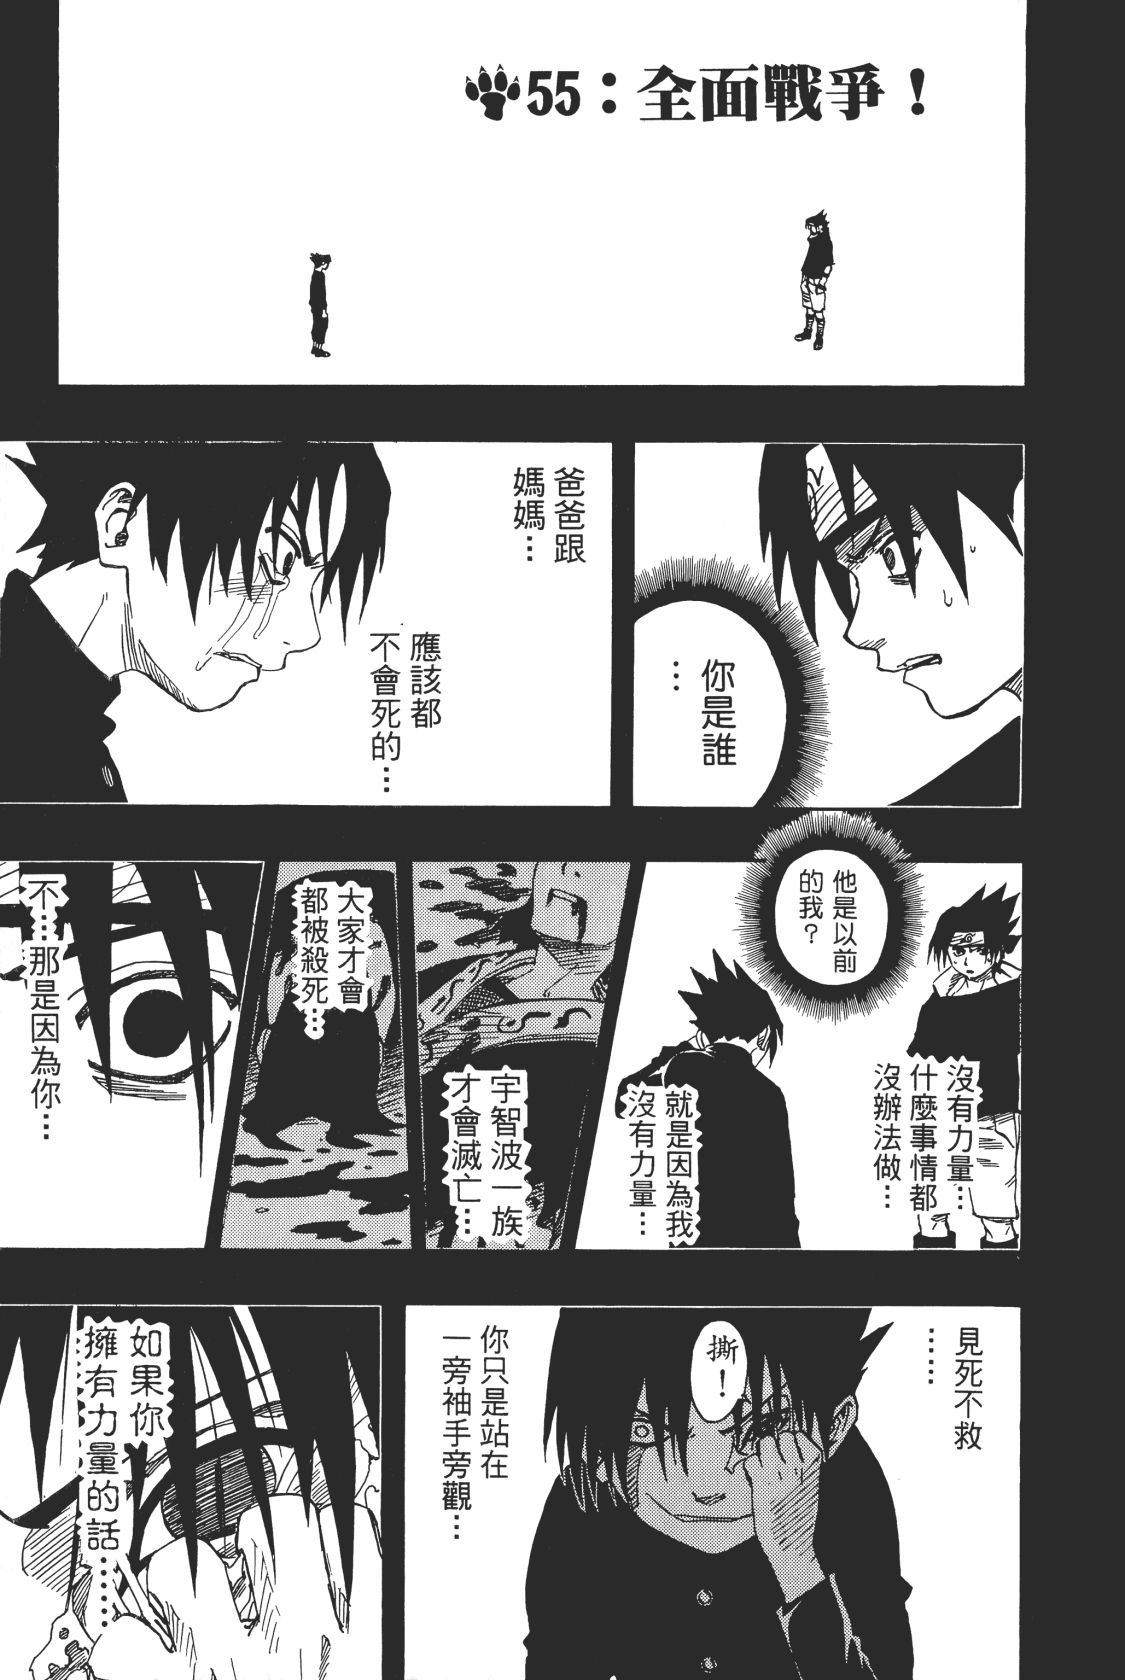 55：全面戰爭！
你是誰
…
爸爸跟
媽媽…
應該都
不會死的…
他是以前
的我？
沒有力量…
什麼事情都
沒辦法做…
就是因為我
沒有力量…
宇智波一族
才會滅亡…
大家才會
都被殺死…
不…那是因為你…
見死不救
……
撕！
你只是站在
一旁袖手旁觀…
如果你
擁有力量的話……